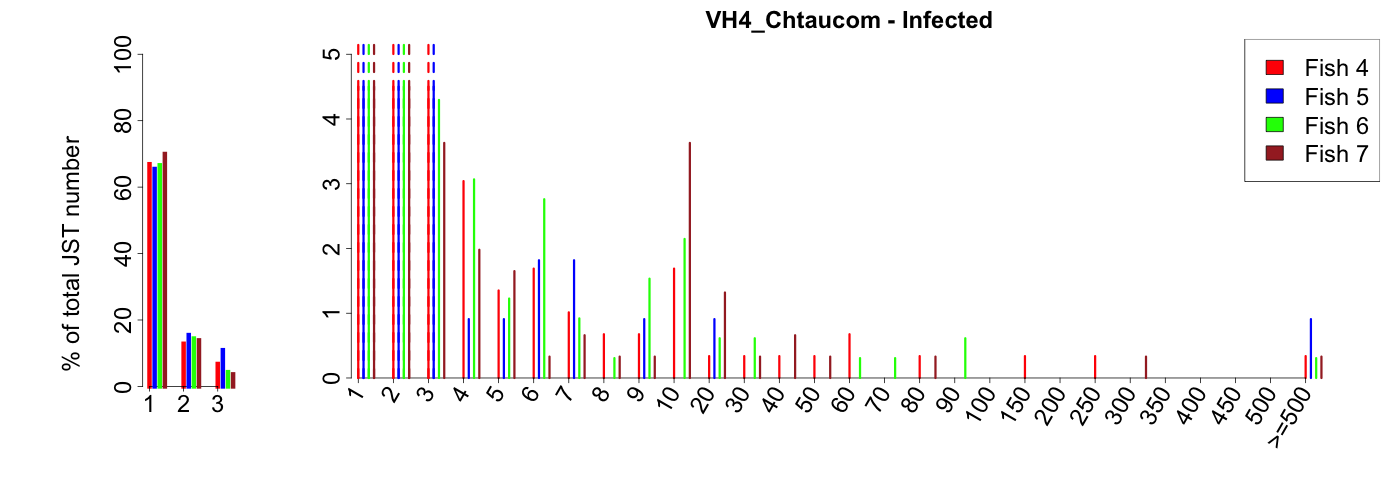 VH4_Chtaucom - Infected
% of total JST number
0 20 40 60 80 100
1 2 3
0 1 2 3 4 5
1 2 3 4 5 6 7 8 9 10 20 30 40 50 60 70 80 90 100 150 200 250 300 350 400 450 500 >=500
Fish 4
Fish 5
Fish 6
Fish 7